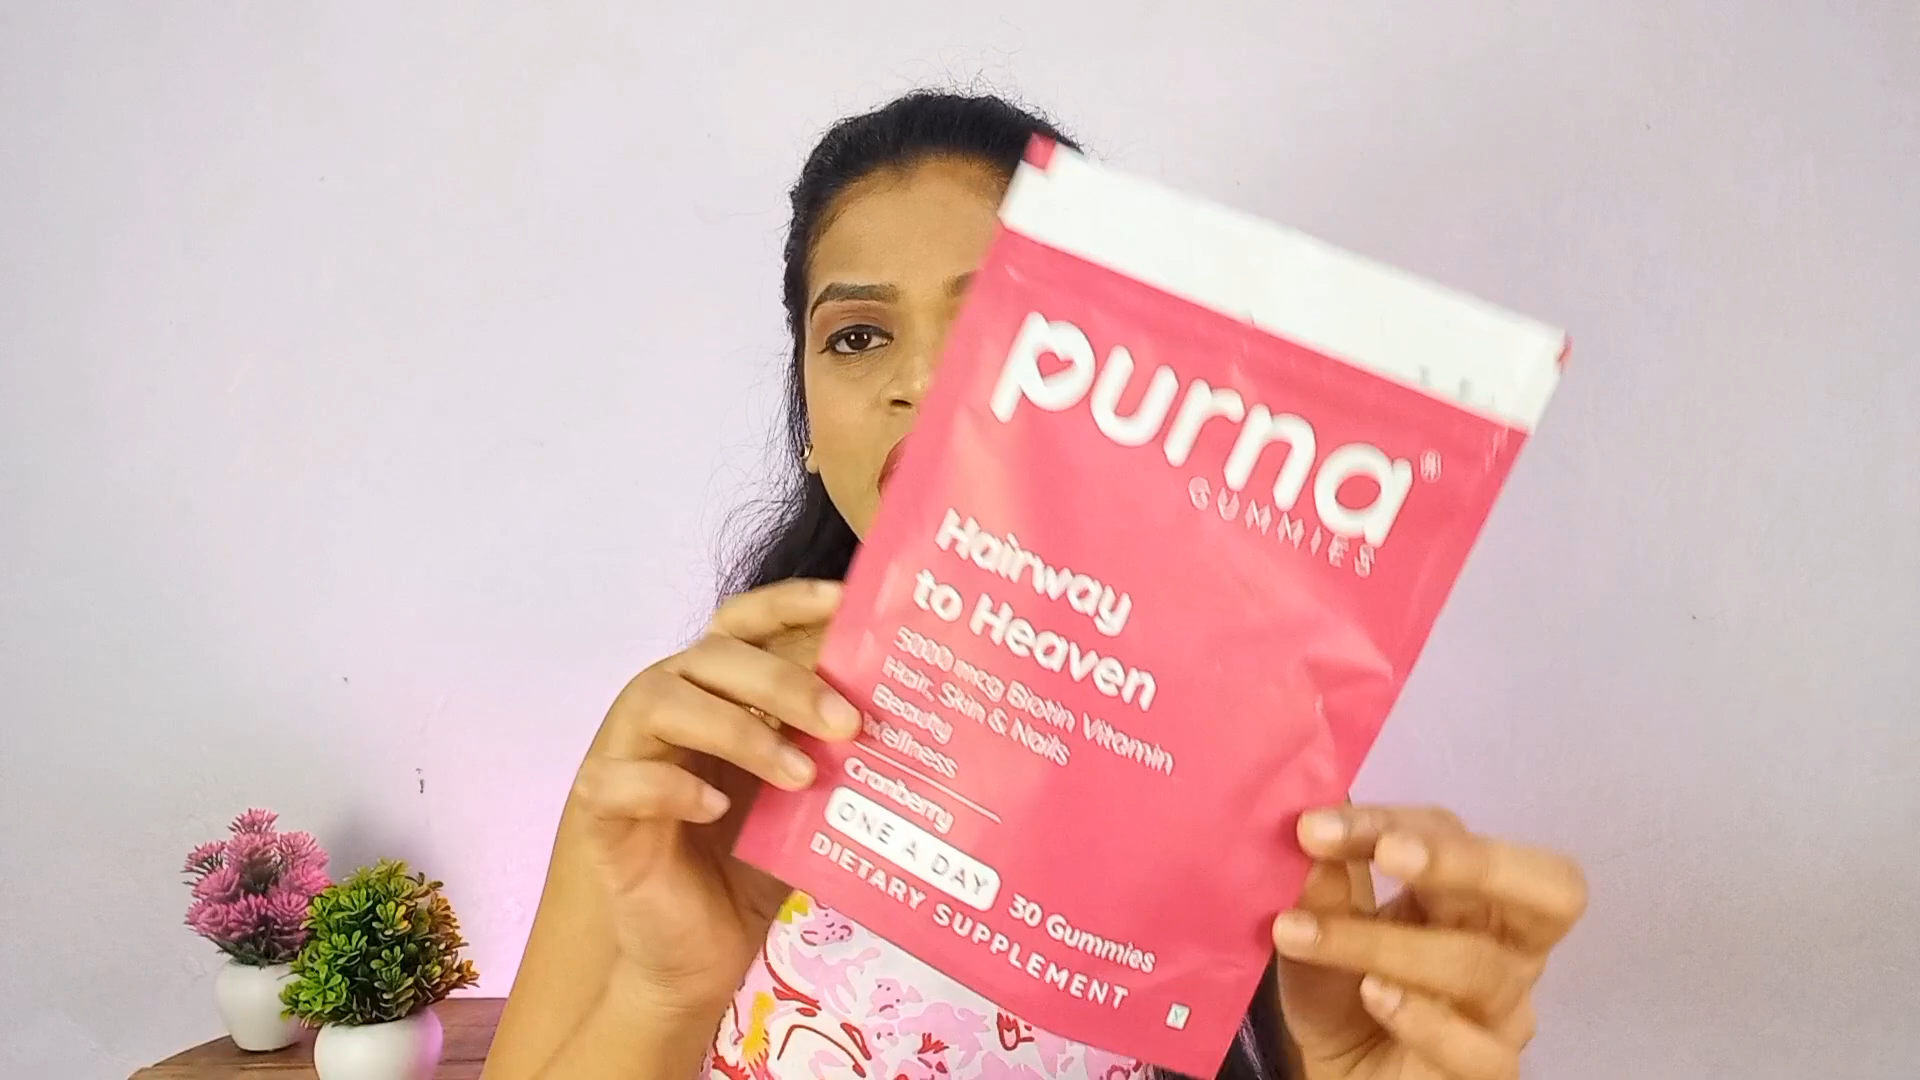 purna®
GUMMIES
Hairway
to Heaven
5000 mcg Biotin Vitamin
Hair, Skin & Nails
Beauty
Wellness
Cranberry
ONE A DAY 30 Gummies
DIETARY SUPPLEMENT